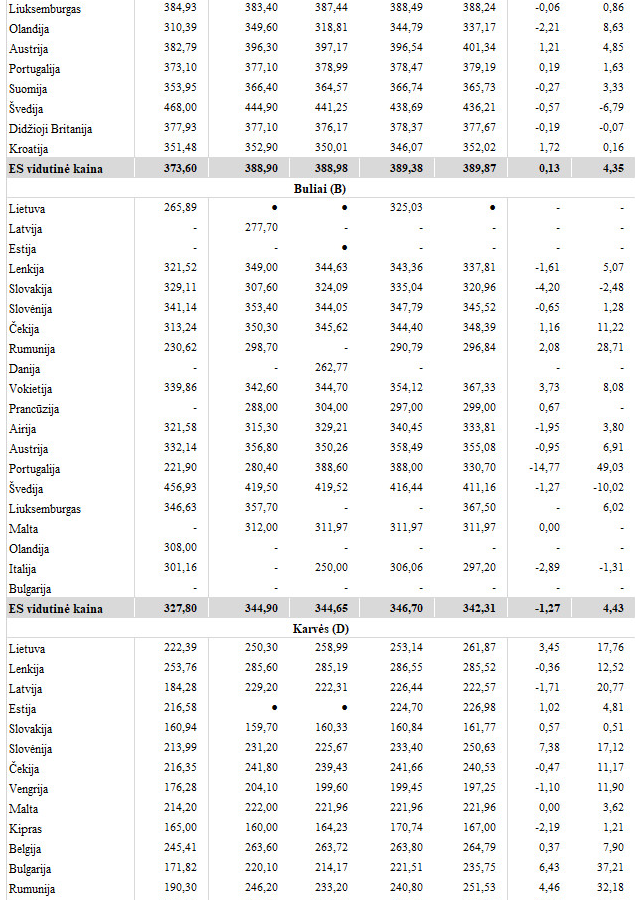 Liuksemburgas 384,93 383,40 387,44 388,49 388,24 -0,06 0,86
Olandija 310,39 349,60 318,81 344,79 337,17 -2,21 8,63
Austrija 382,79 396,30 397,17 396,54 401,34 1,21 4,85
Portugalija 373,10 377,10 378,99 378,47 379,19 0,19 1,63
Suomija 353,95 366,40 364,57 366,74 365,73 -0,27 3,33
Švedija 468,00 444,90 441,25 438,69 436,21 -0,57 -6,79
Didžioji Britanija 377,93 377,10 376,17 378,37 377,67 -0,19 -0,07
Kroatija 351,48 352,90 350,01 346,07 352,02 1,72 0,16
ES vidutinė kaina 373,60 388,90 388,98 389,38 389,87 0,13 4,35
Buliai (B)
Lietuva 265,89 ● ● 325,03 ● - -
Latvija - 277,70 - - - - -
Estija - - ● - - - -
Lenkija 321,52 349,00 344,63 343,36 337,81 -1,61 5,07
Slovakija 329,11 307,60 324,09 335,04 320,96 -4,20 -2,48
Slovėnija 341,14 353,40 344,05 347,79 345,52 -0,65 1,28
Čekija 313,24 350,30 345,62 344,40 348,39 1,16 11,22
Rumunija 230,62 298,70 - 290,79 296,84 2,08 28,71
Danija - - 262,77 - - - -
Vokietija 339,86 342,60 344,70 354,12 367,33 3,73 8,08
Prancūzija - 288,00 304,00 297,00 299,00 0,67 -
Airija 321,58 315,30 329,21 340,45 333,81 -1,95 3,80
Austrija 332,14 356,80 350,26 358,49 355,08 -0,95 6,91
Portugalija 221,90 280,40 388,60 388,00 330,70 -14,77 49,03
Švedija 456,93 419,50 419,52 416,44 411,16 -1,27 -10,02
Liuksemburgas 346,63 357,70 - - 367,50 - 6,02
Malta - 312,00 311,97 311,97 311,97 0,00 -
Olandija 308,00 - - - - - -
Italija 301,16 - 250,00 306,06 297,20 -2,89 -1,31
Bulgarija - - - - - - -
ES vidutinė kaina 327,80 344,90 344,65 346,70 342,31 -1,27 4,43
Karvės (D)
Lietuva 222,39 250,30 258,99 253,14 261,87 3,45 17,76
Lenkija 253,76 285,60 285,19 286,55 285,52 -0,36 12,52
Latvija 184,28 229,20 222,31 226,44 222,57 -1,71 20,77
Estija 216,58 ● ● 224,70 226,98 1,02 4,81
Slovakija 160,94 159,70 160,33 160,84 161,77 0,57 0,51
Slovėnija 213,99 231,20 225,67 233,40 250,63 7,38 17,12
Čekija 216,35 241,80 239,43 241,66 240,53 -0,47 11,17
Vengrija 176,28 204,10 199,60 199,45 197,25 -1,10 11,90
Malta 214,20 222,00 221,96 221,96 221,96 0,00 3,62
Kipras 165,00 160,00 164,23 170,74 167,00 -2,19 1,21
Belgija 245,41 263,60 263,72 263,80 264,79 0,37 7,90
Bulgarija 171,82 220,10 214,17 221,51 235,75 6,43 37,21
Rumunija 190,30 246,20 233,20 240,80 251,53 4,46 32,18